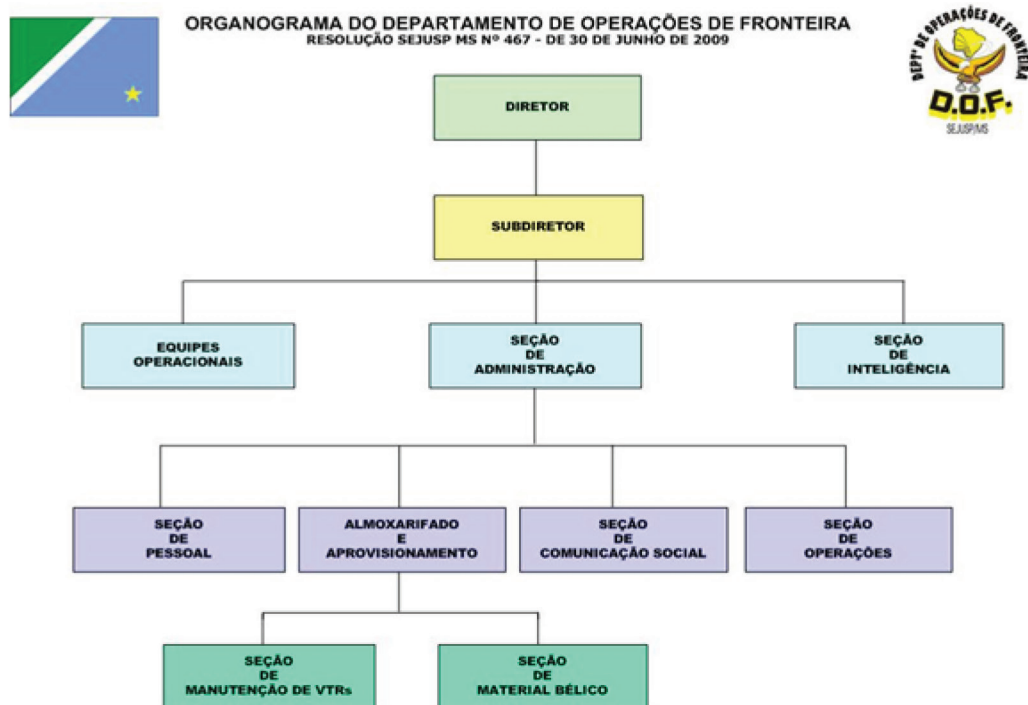 ORGANOGRAMA DO DEPARTAMENTO DE OPERAÇÕES DE FRONTEIRA
RESOLUÇÃO SEJUSP MS Nº 467 - DE 30 DE JUNHO DE 2009
DEPTº DE OPERAÇÕES DE FRONTEIRA
D.O.F.
SEJUSP/MS
DIRETOR
SUBDIRETOR
EQUIPES
OPERACIONAIS
SEÇÃO
DE
ADMINISTRAÇÃO
SEÇÃO
DE
INTELIGÊNCIA
SEÇÃO
DE
PESSOAL
ALMOXARIFADO
E
APROVISIONAMENTO
SEÇÃO
DE
COMUNICAÇÃO SOCIAL
SEÇÃO
DE
OPERAÇÕES
SEÇÃO
DE
MANUTENÇÃO DE VTRs
SEÇÃO
DE
MATERIAL BÉLICO